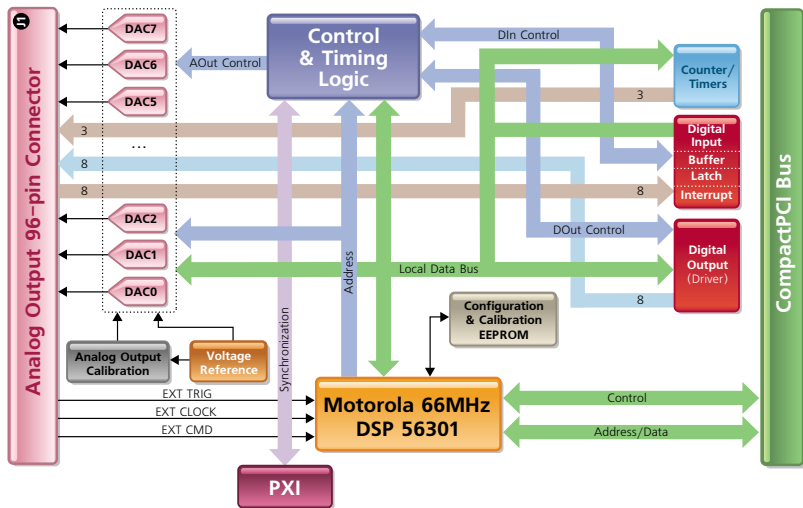 J1
Analog Output 96-pin Connector
DAC7
DAC6
DAC5
...
DAC2
DAC1
DAC0
AOut Control
Control
& Timing
Logic
DIn Control
Counter/
Timers
3
3
8
8
8
8
Digital
Input
Buffer
Latch
Interrupt
DOut Control
Digital
Output
(Driver)
Local Data Bus
Address
Synchronization
Configuration
& Calibration
EEPROM
Analog Output
Calibration
Voltage
Reference
EXT TRIG
EXT CLOCK
EXT CMD
Motorola 66MHz
DSP 56301
Control
Address/Data
PXI
CompactPCI Bus